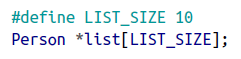 #define LIST_SIZE 10
Person *list[LIST_SIZE];